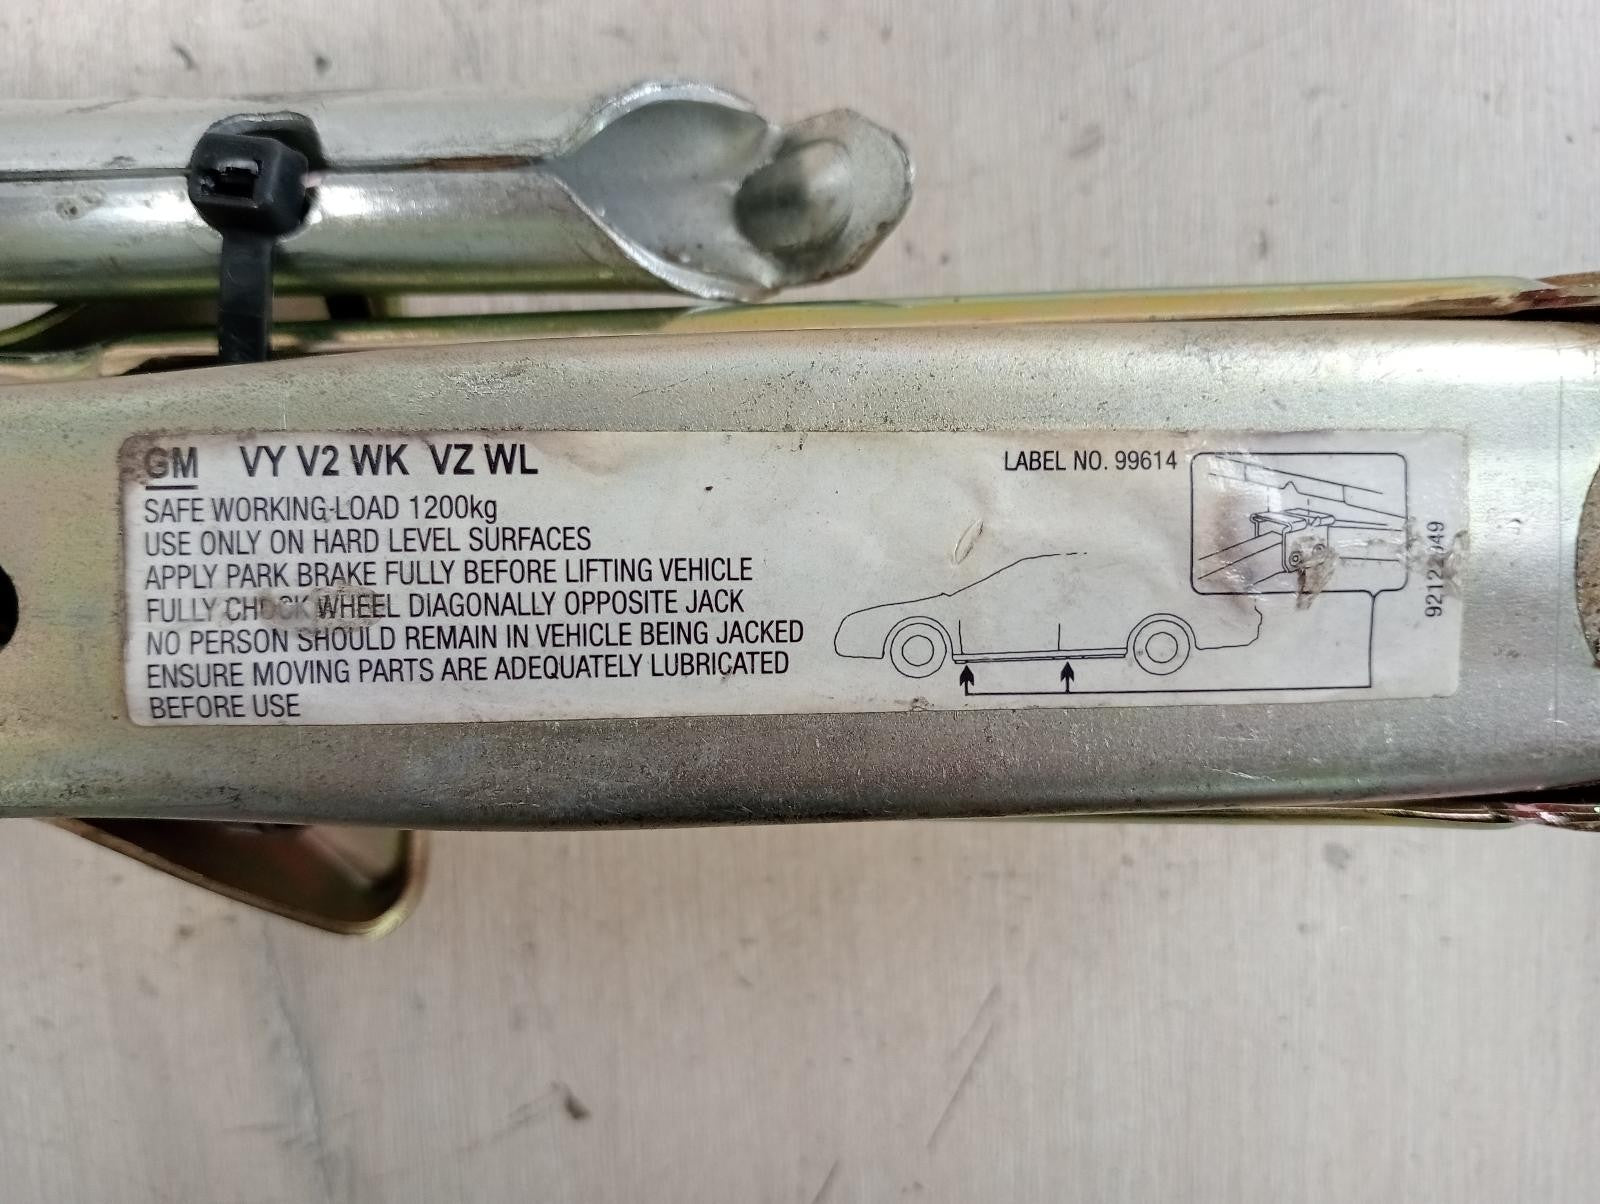 GM VY V2 WK VZ WL
SAFE WORKING LOAD 1200kg
USE ONLY ON HARD LEVEL SURFACES
APPLY PARK BRAKE FULLY BEFORE LIFTING VEHICLE
FULLY CHOCK WHEEL DIAGONALLY OPPOSITE JACK
NO PERSON SHOULD REMAIN IN VEHICLE BEING JACKED
ENSURE MOVING PARTS ARE ADEQUATELY LUBRICATED
BEFORE USE
LABEL NO. 99614